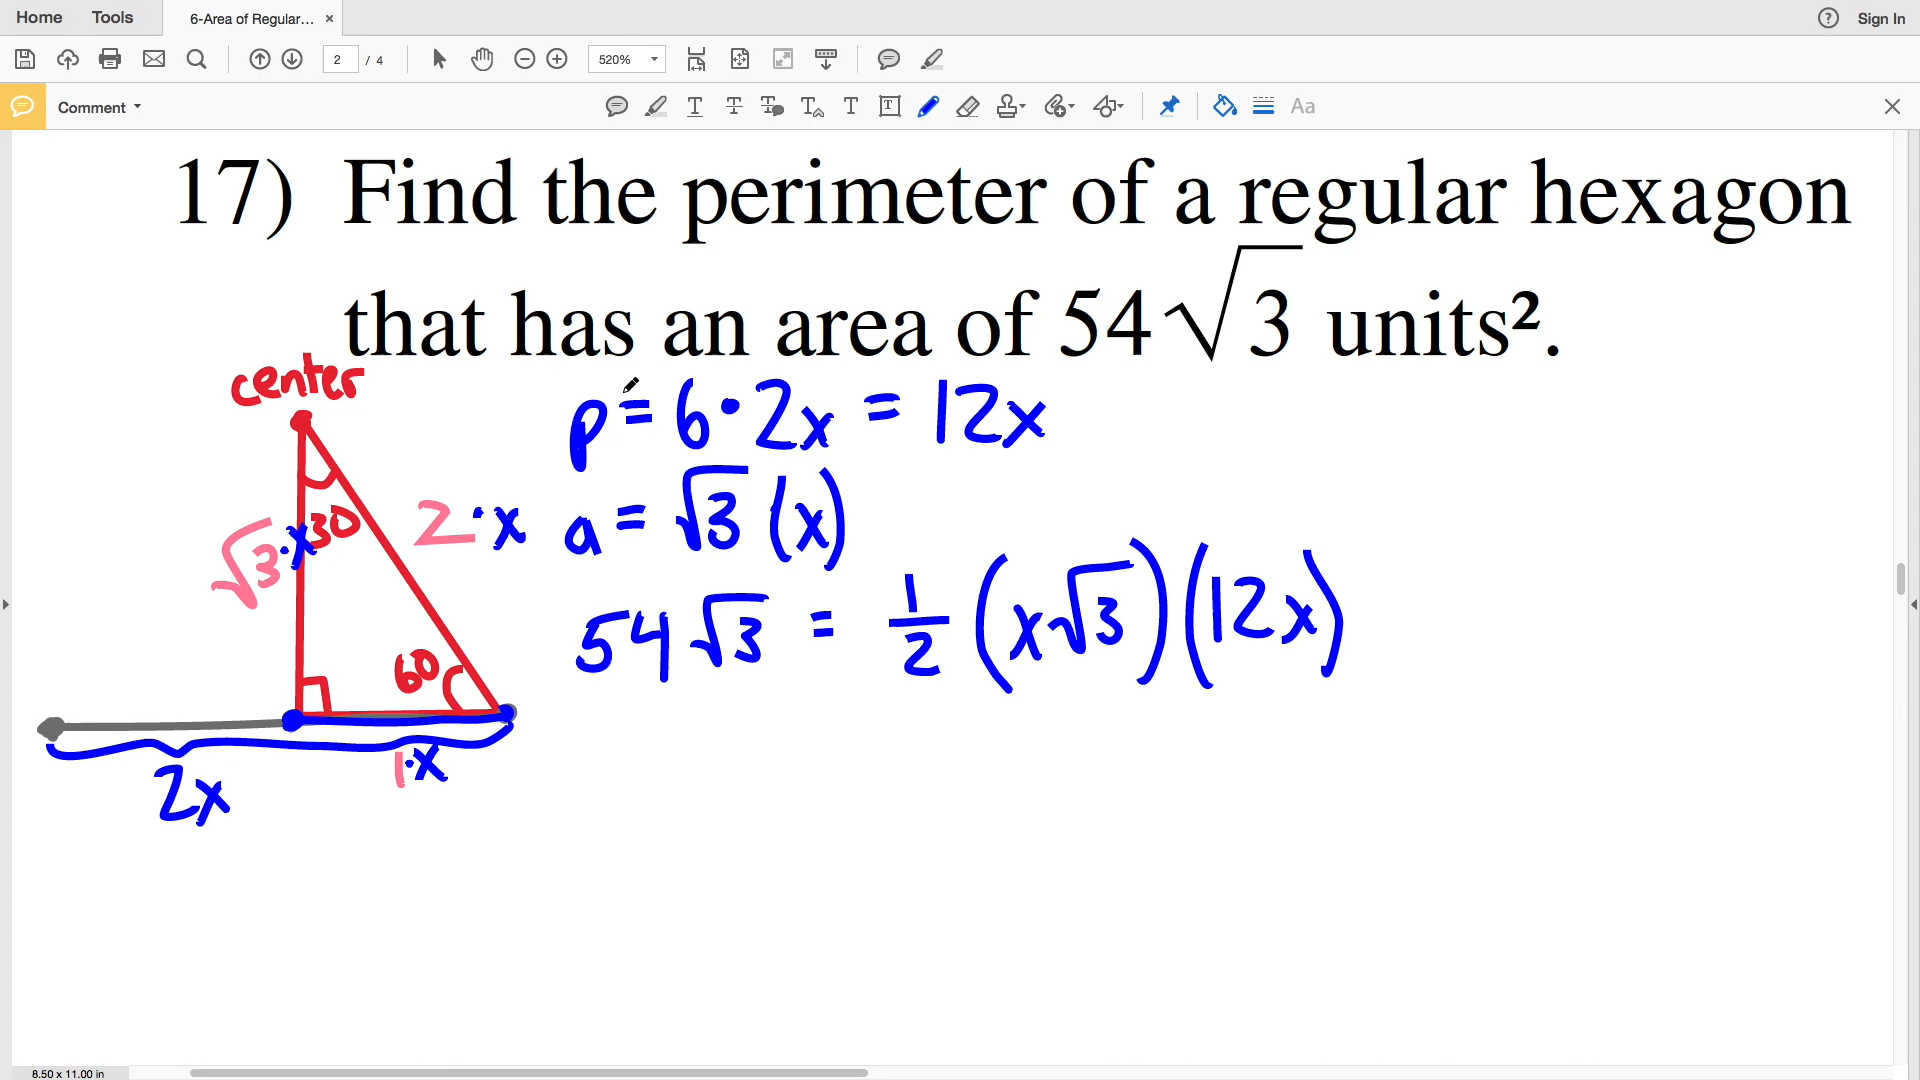 Home Tools 6-Area of Regular... × ? Sign In
2 / 4 520%
Comment Aa
17) Find the perimeter of a regular hexagon
that has an area of 54√3 units².
center
p = 6 • 2x = 12x
a = √3 (x)
54√3 = 1/2 (x√3)(12x)
30
√3 · x
2 · x
60
1 · x
2x
8.50 x 11.00 in